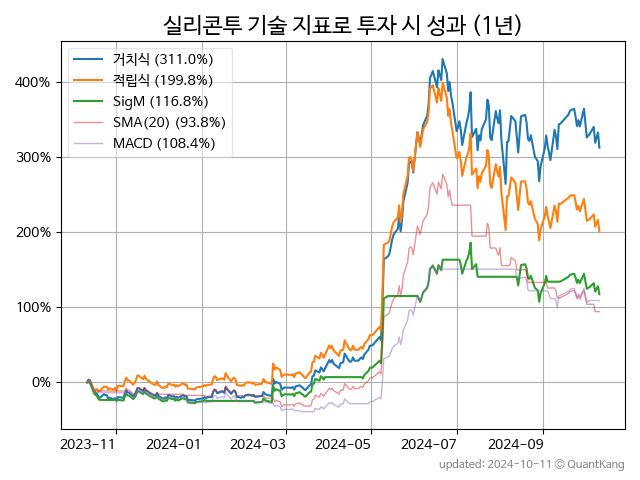 실리콘투 기술 지표로 투자 시 성과 (1년)
거치식 (311.0%)
적립식 (199.8%)
SigM (116.8%)
SMA(20) (93.8%)
MACD (108.4%)
400%
300%
200%
100%
0%
2023-11 2024-01 2024-03 2024-05 2024-07 2024-09
updated: 2024-10-11 © QuantKang